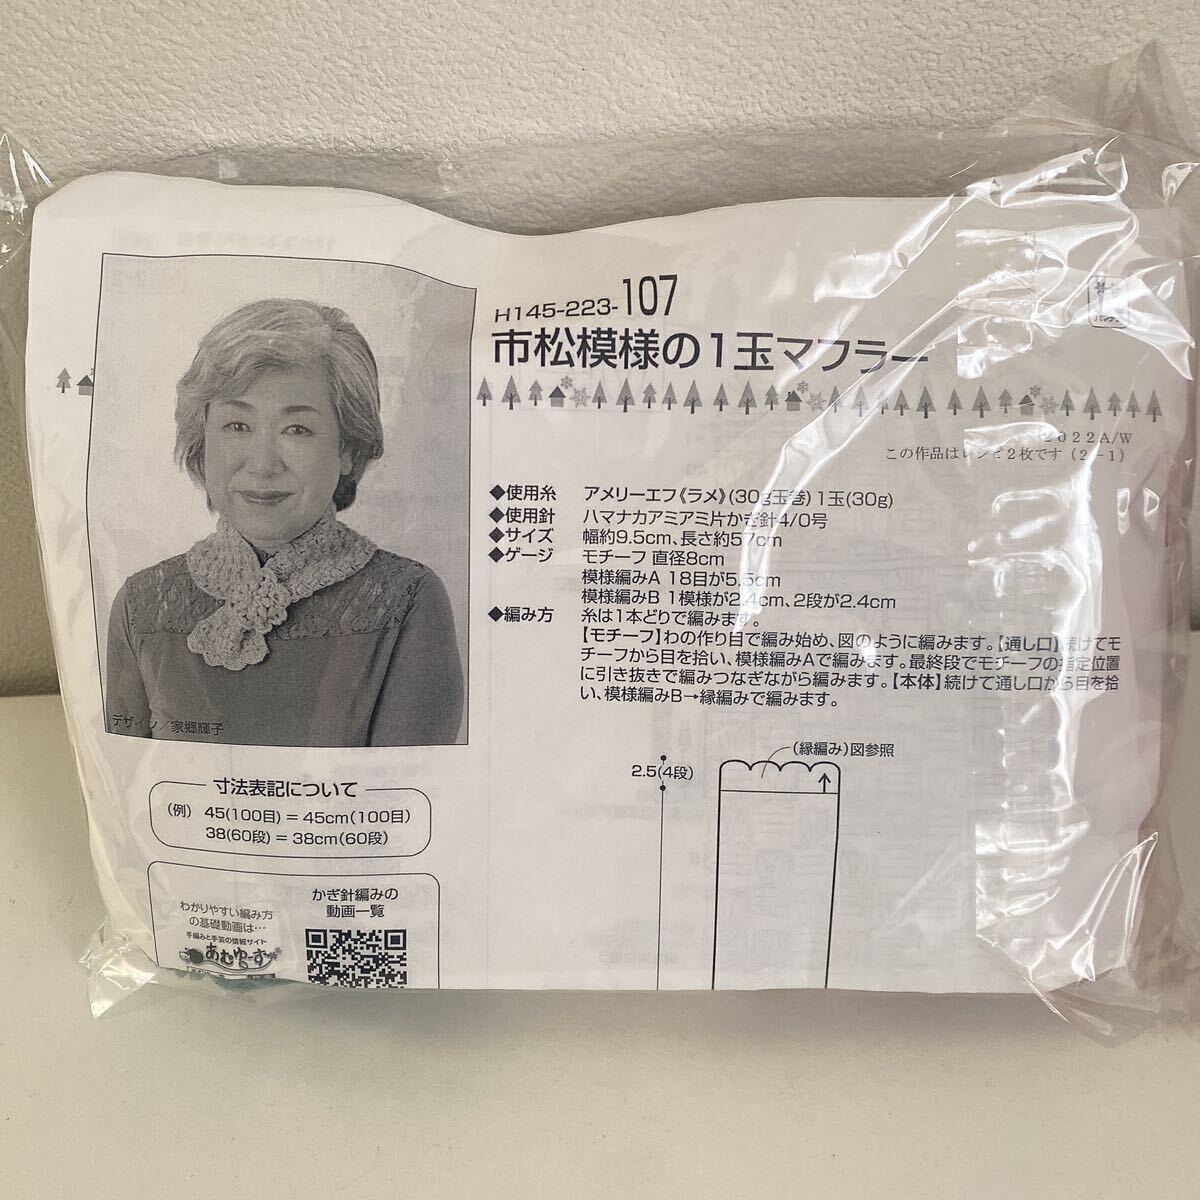 H145-223-107
市松模様の1玉マフラー
2022A/W
この作品はレシピ2枚です(2-1)
◆使用糸 アメリーエフ《ラメ》(30g玉巻)1玉(30g)
◆使用針 ハマナカアミアミ片かぎ針4/0号
◆サイズ 幅約9.5cm、長さ約57cm
◆ゲージ モチーフ 直径8cm
模様編みA 18目が5.5cm
模様編みB 1模様が2.4cm、2段が2.4cm
◆編み方 糸は1本どりで編みます。
【モチーフ】わの作り目で編み始め、図のように編みます。【通し口】続けてモ
チーフから目を拾い、模様編みAで編みます。最終段でモチーフの指定位置
に引き抜きで編みつなぎながら編みます。【本体】続けて通し口から目を拾
い、模様編みB→縁編みで編みます。
デザイン/家郷輝子
寸法表記について
(例) 45(100目)=45cm(100目)
38(60段)=38cm(60段)
わかりやすい編み方
の基礎動画は…
手編みと手芸の情報サイト
あむゆーず
かぎ針編みの
動画一覧
(縁編み)図参照
2.5(4段)